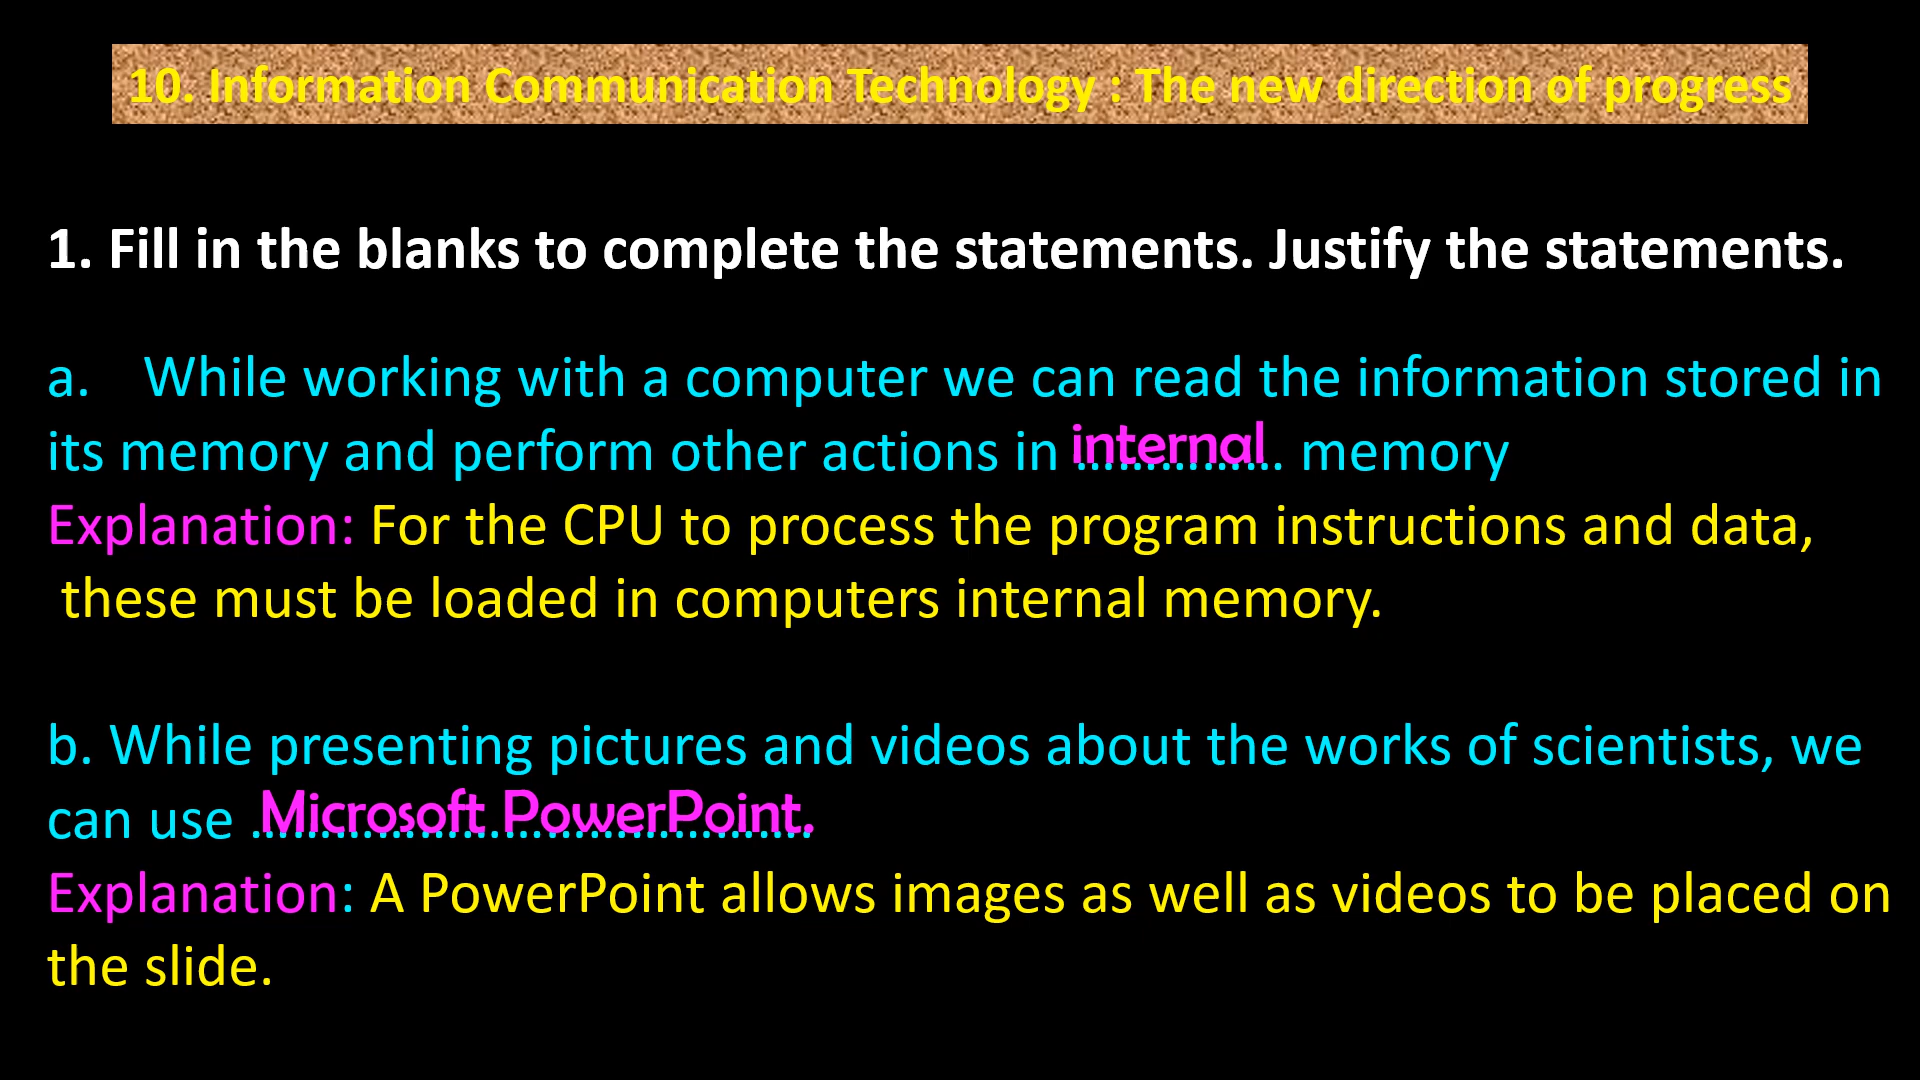 10. Information Communication Technology : The new direction of progress
1. Fill in the blanks to complete the statements. Justify the statements.
a. While working with a computer we can read the information stored in
its memory and perform other actions in internal memory
Explanation: For the CPU to process the program instructions and data,
these must be loaded in computers internal memory.
b. While presenting pictures and videos about the works of scientists, we
can use Microsoft PowerPoint.
Explanation: A PowerPoint allows images as well as videos to be placed on
the slide.